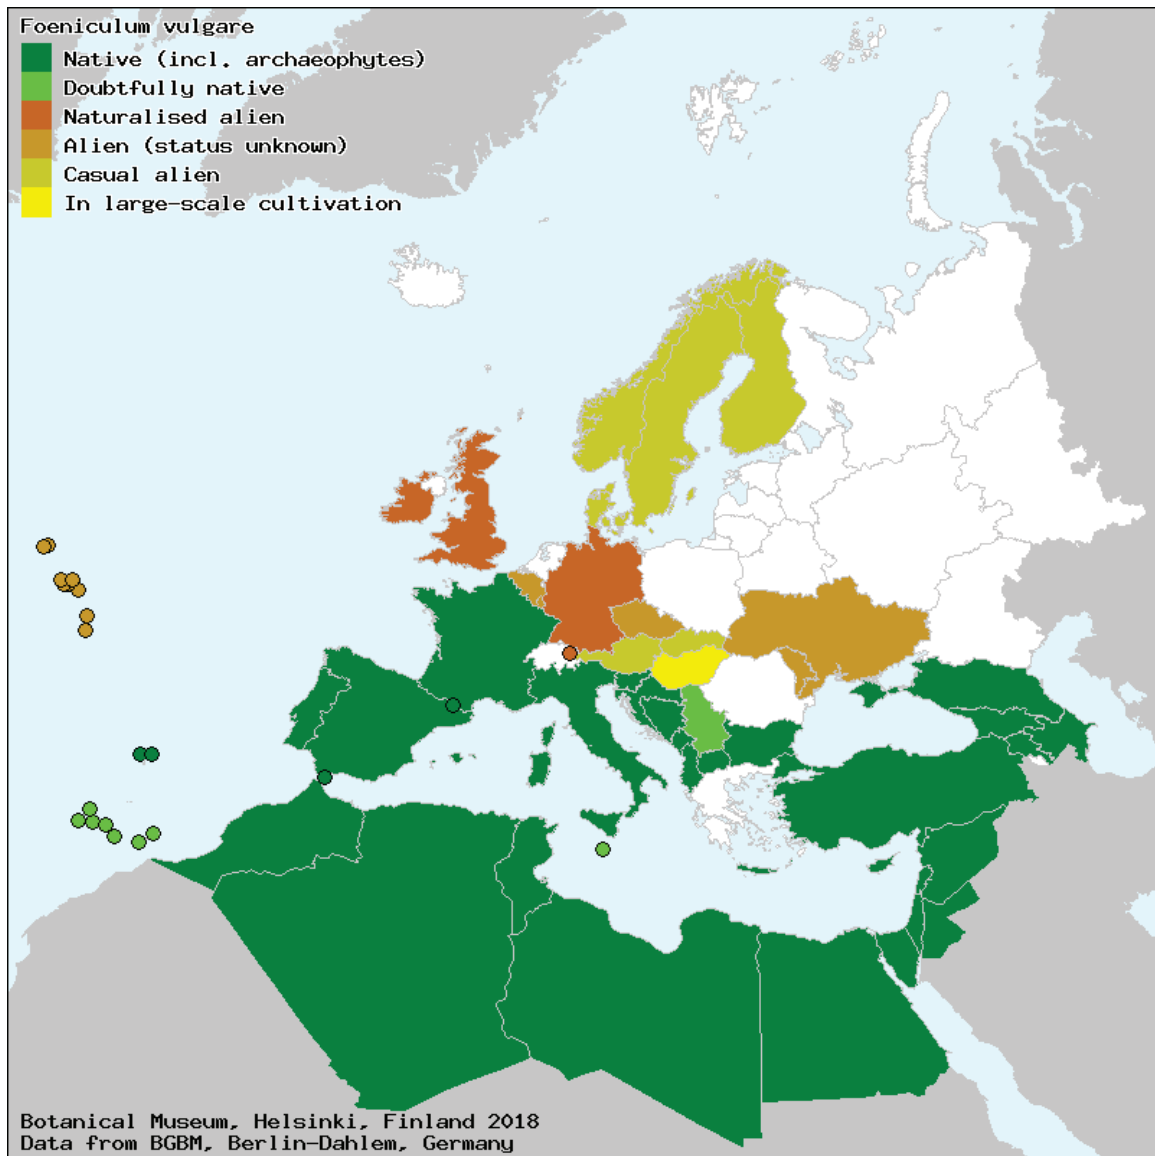 Foeniculum vulgare
Native (incl. archaeophytes)
Doubtfully native
Naturalised alien
Alien (status unknown)
Casual alien
In large-scale cultivation
Botanical Museum, Helsinki, Finland 2018
Data from BGBM, Berlin-Dahlem, Germany